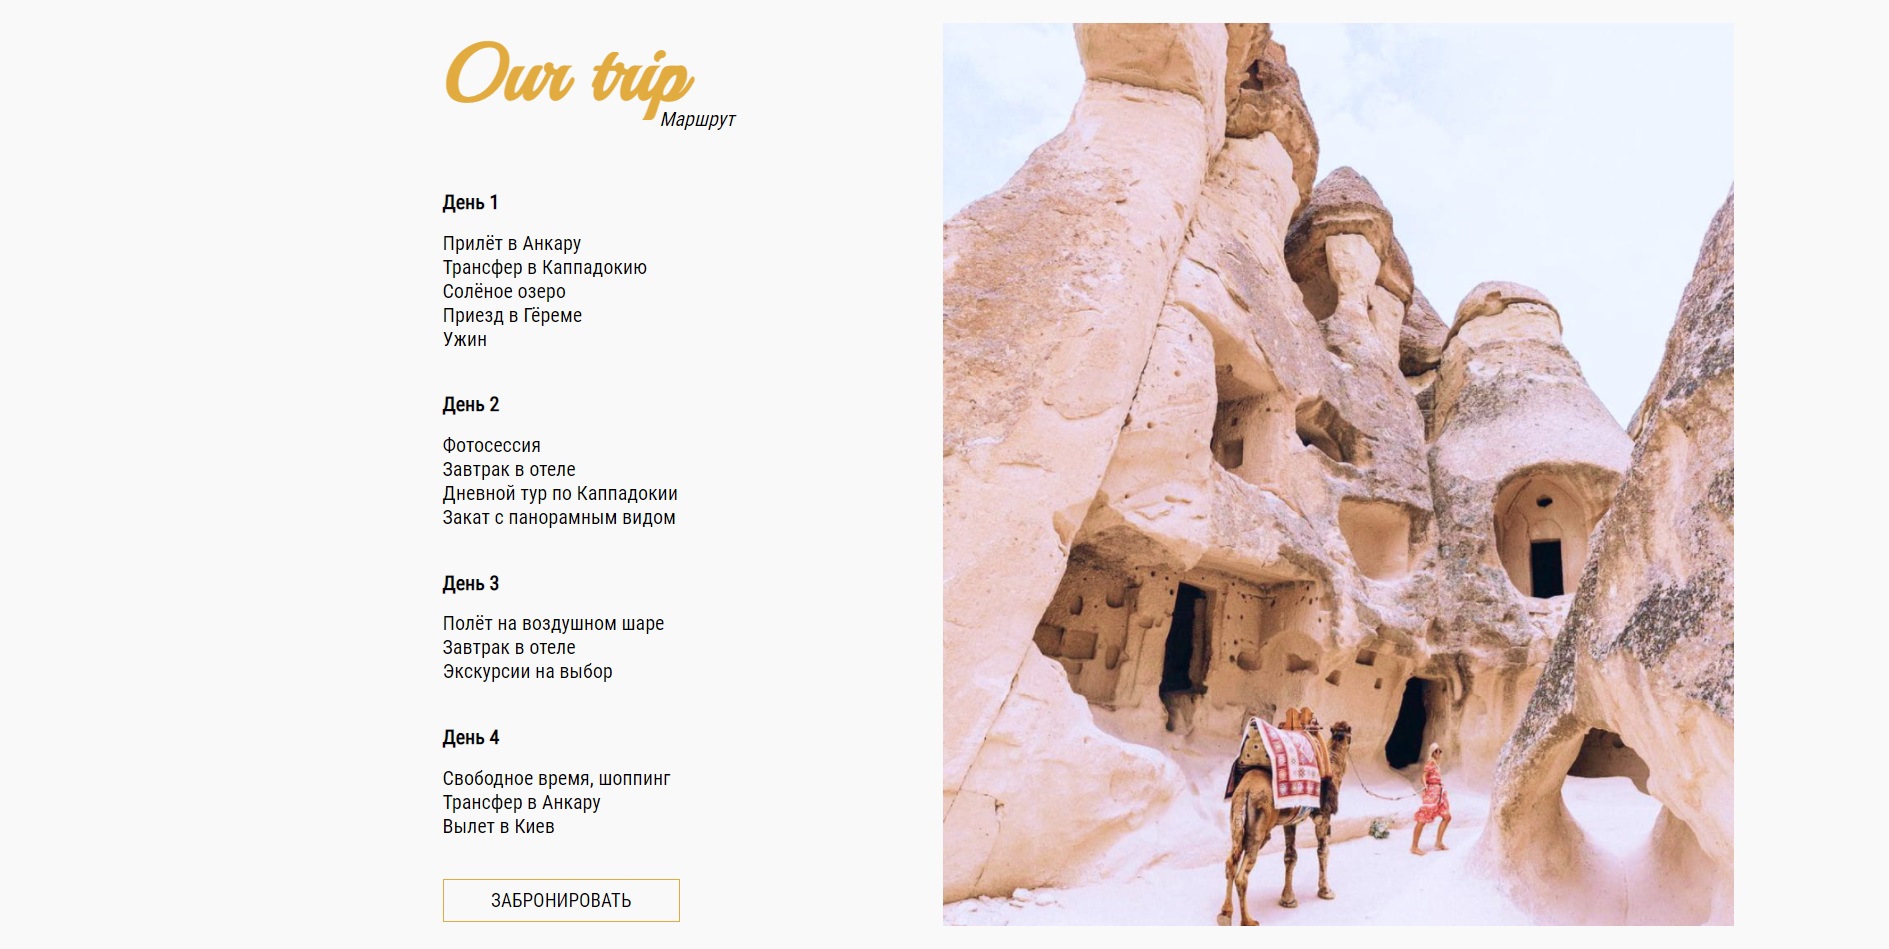 Our trip
Маршрут
День 1
Прилёт в Анкару
Трансфер в Каппадокию
Солёное озеро
Приезд в Гёреме
Ужин
День 2
Фотосессия
Завтрак в отеле
Дневной тур по Каппадокии
Закат с панорамным видом
День 3
Полёт на воздушном шаре
Завтрак в отеле
Экскурсии на выбор
День 4
Свободное время, шоппинг
Трансфер в Анкару
Вылет в Киев
ЗАБРОНИРОВАТЬ